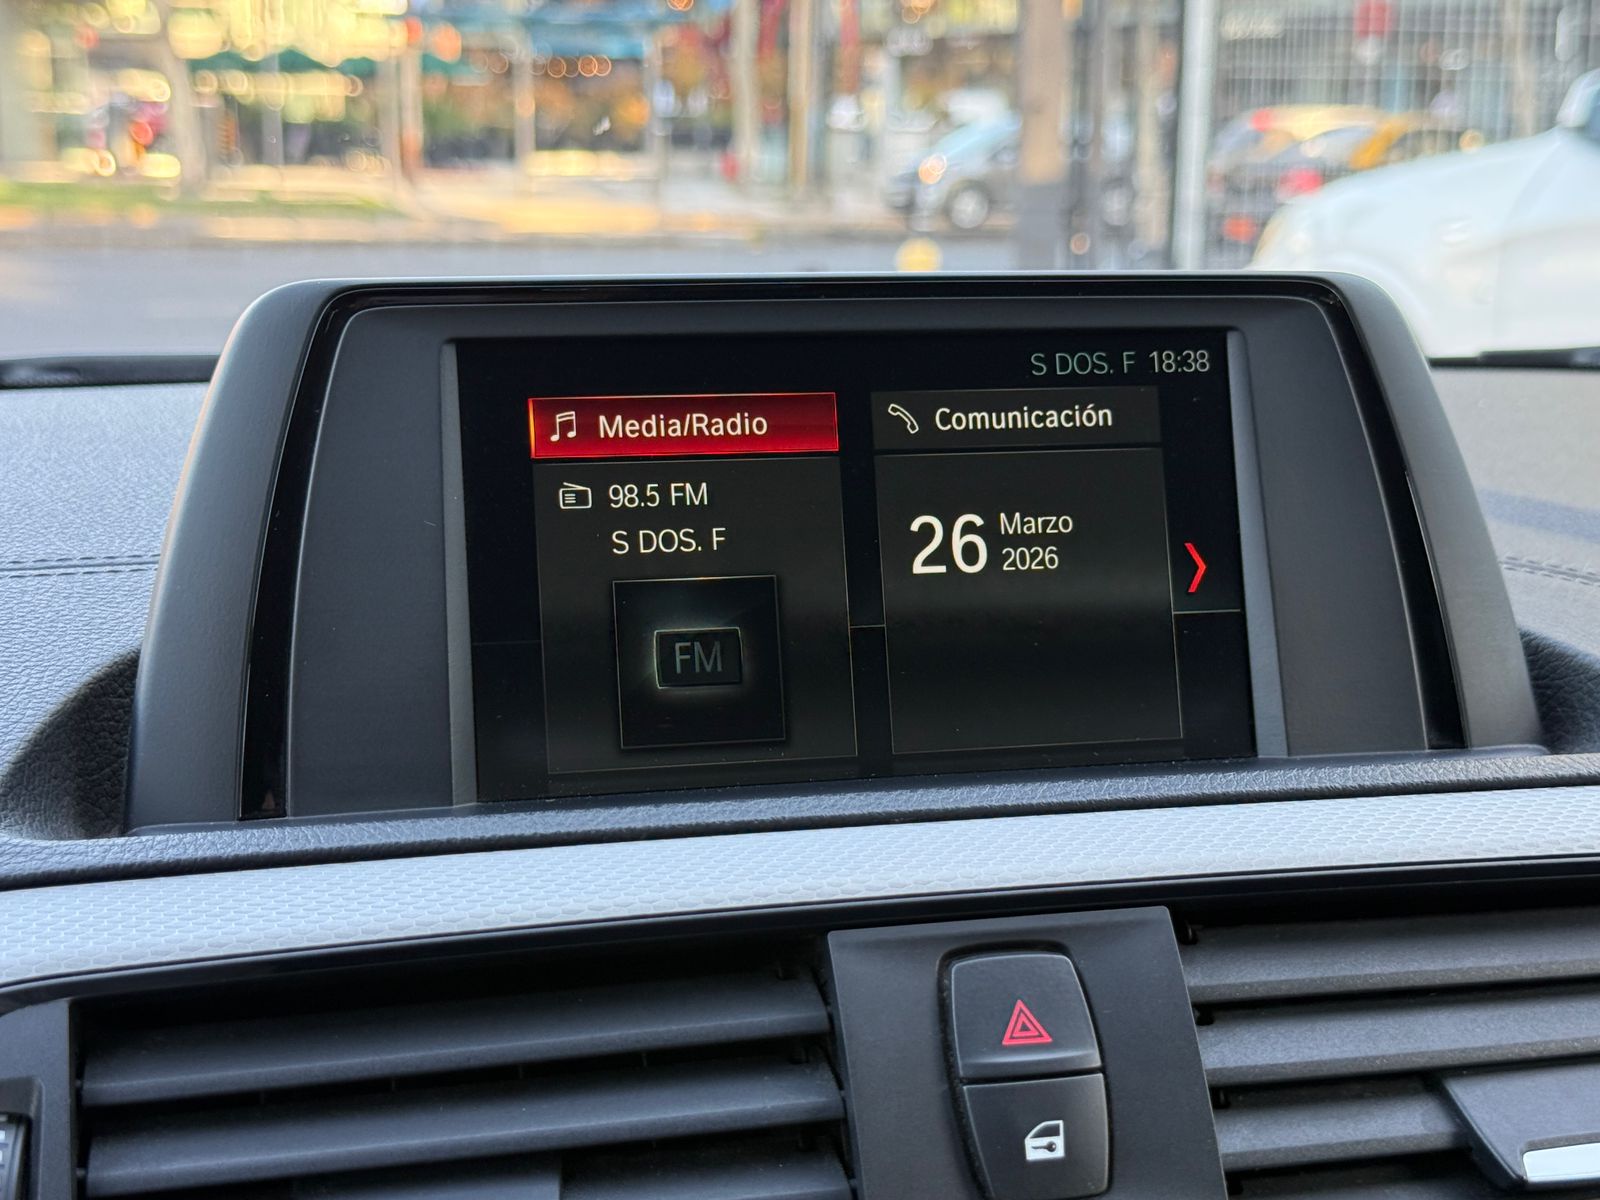 S DOS. F 18:38
Media/Radio
98.5 FM
S DOS. F
FM
Comunicación
26 Marzo
2026